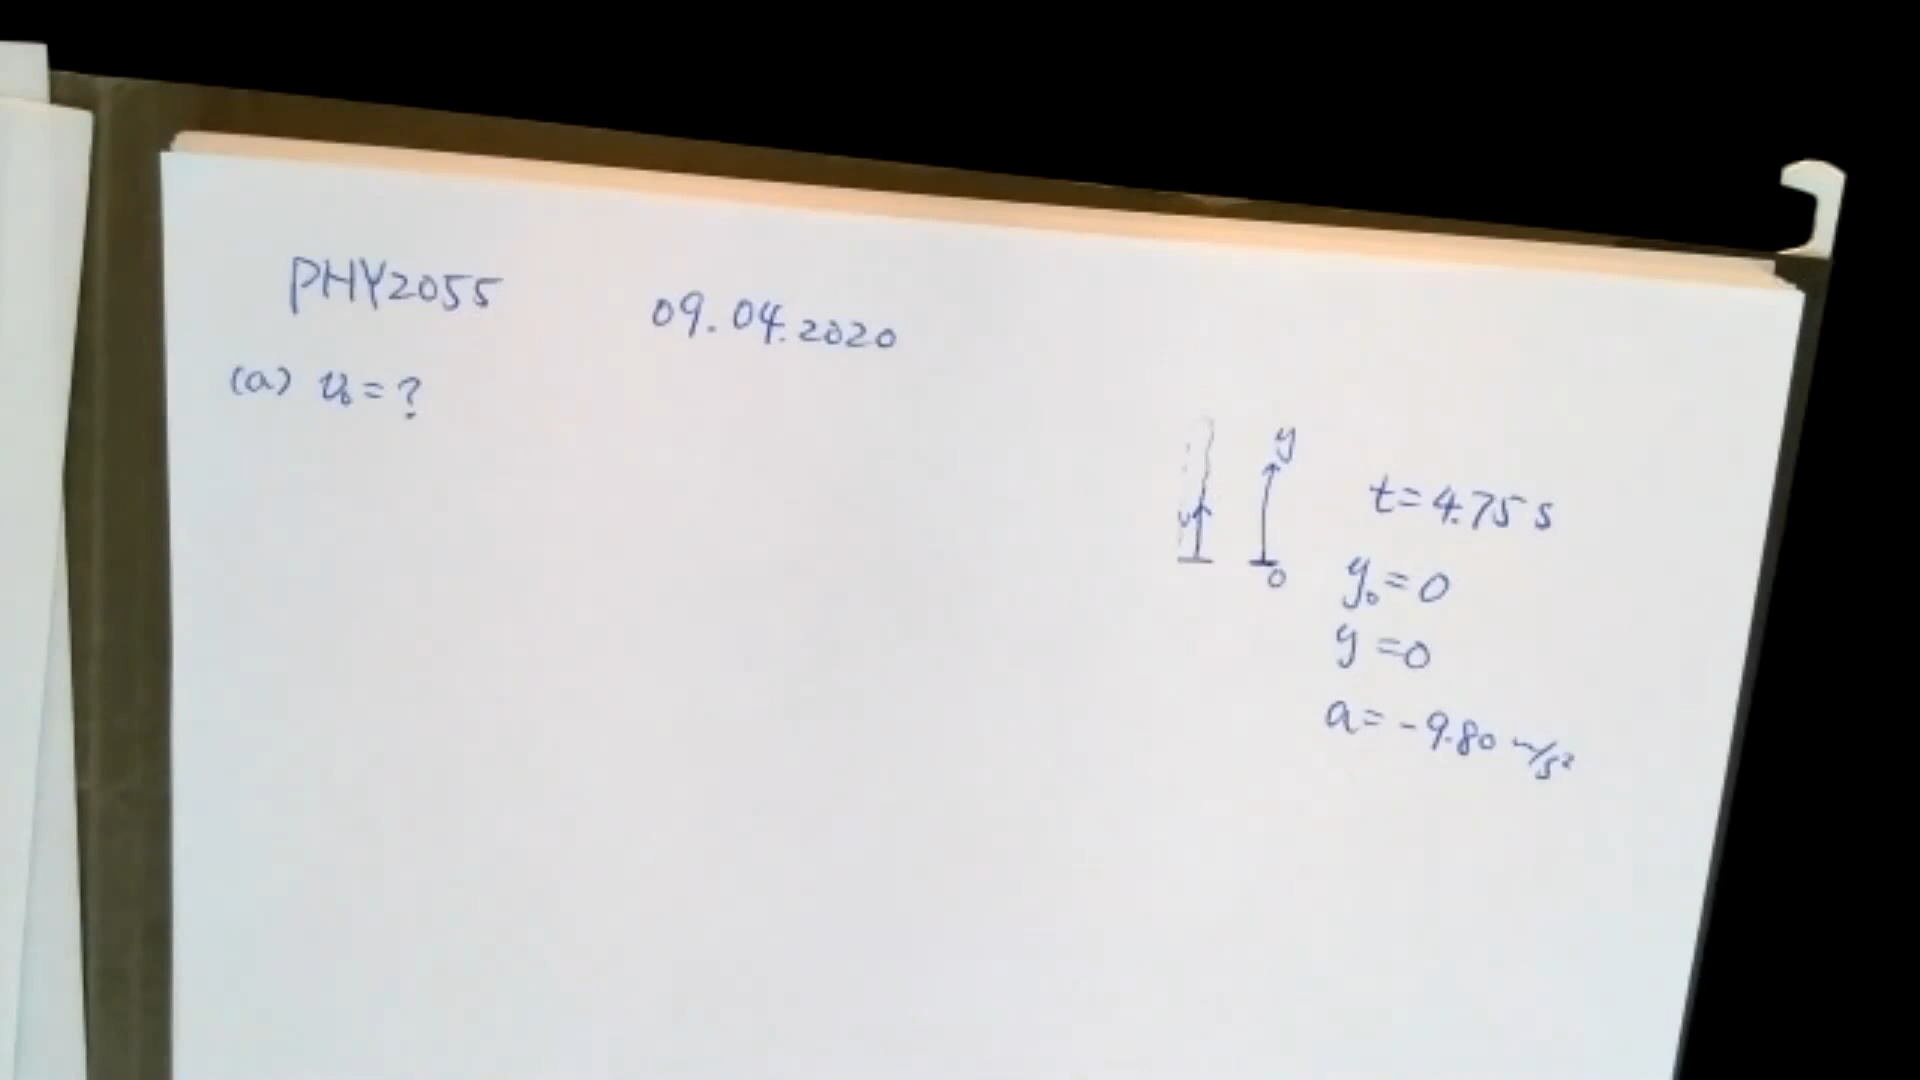 PHY2055 09.04.2020
(a) v₀ = ?
y
t = 4.75 s
0
y₀ = 0
y = 0
a = -9.80 m/s²